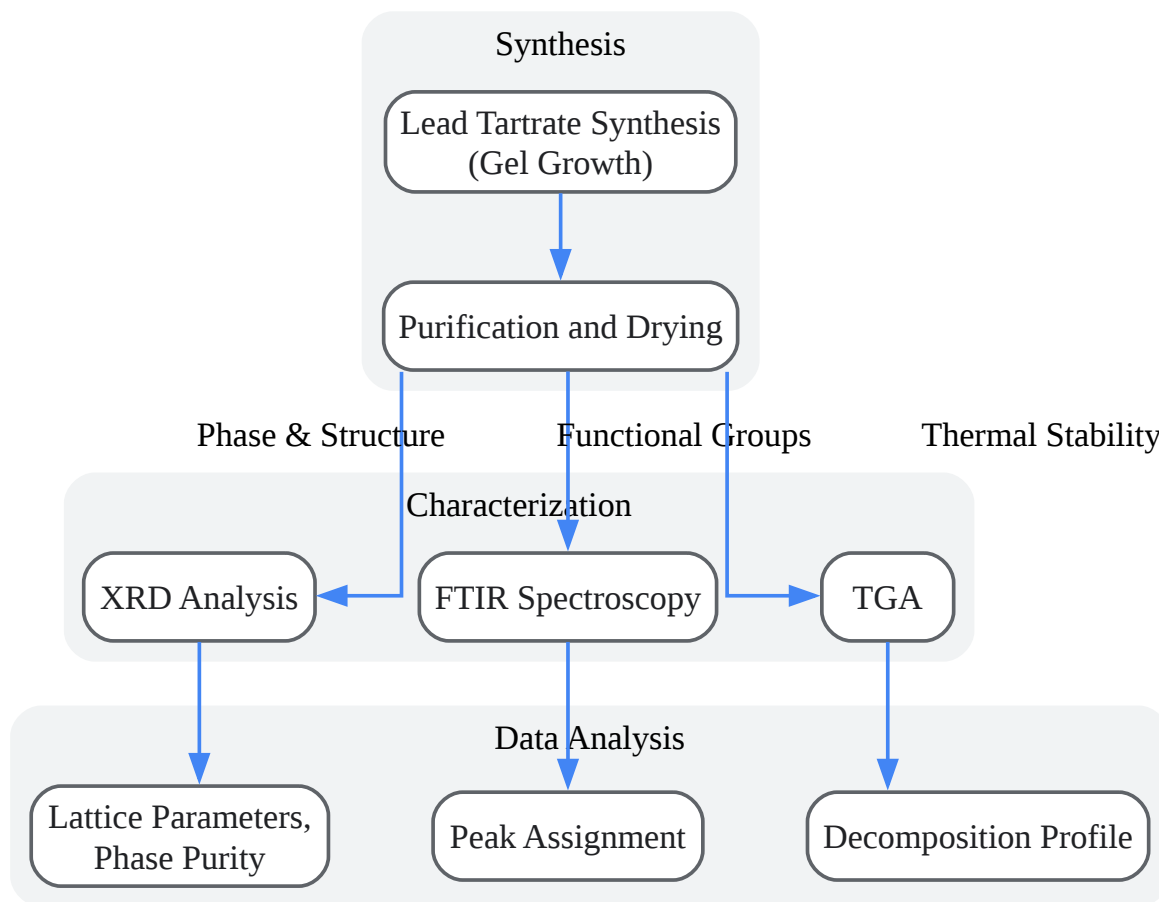 Synthesis
Lead Tartrate Synthesis
(Gel Growth)
Purification and Drying
Phase & Structure
Functional Groups
Thermal Stability
Characterization
XRD Analysis
FTIR Spectroscopy
TGA
Data Analysis
Lattice Parameters,
Phase Purity
Peak Assignment
Decomposition Profile